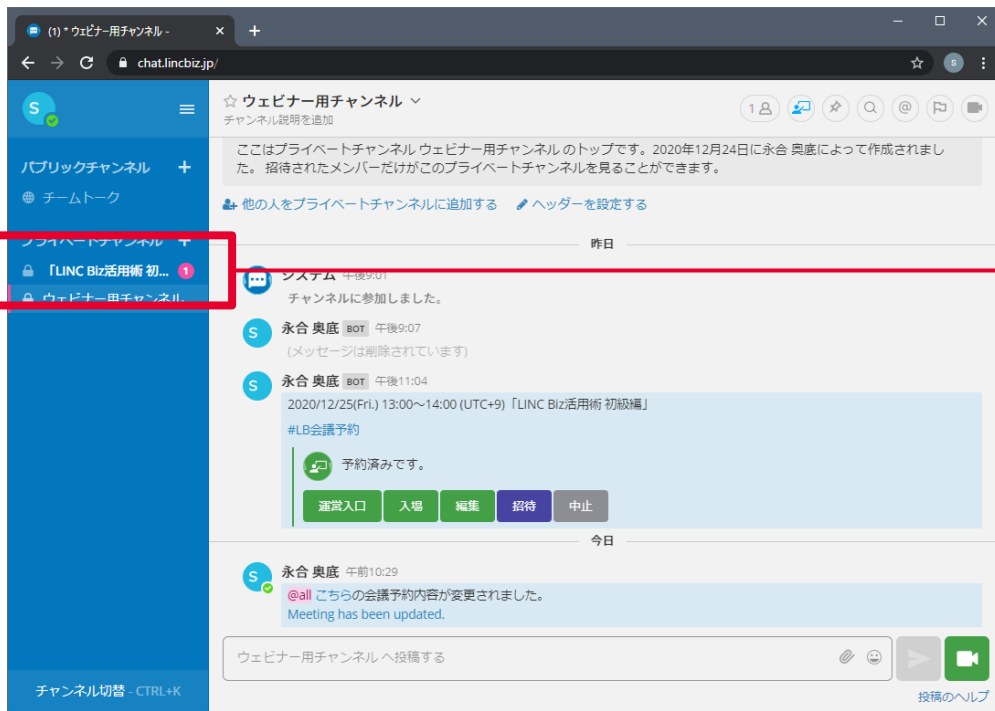 (1) * ウェビナー用チャンネル -
chat.lincbiz.jp/
S
ウェビナー用チャンネル
チャンネル説明を追加
1
パブリックチャンネル
チームトーク
プライベートチャンネル
「LINC Biz活用術 初... 1
ウェビナー用チャンネル
チャンネル切替 - CTRL+K
ここはプライベートチャンネル ウェビナー用チャンネル のトップです。2020年12月24日に永合 奥底によって作成されまし
た。 招待されたメンバーだけがこのプライベートチャンネルを見ることができます。
他の人をプライベートチャンネルに追加する ヘッダーを設定する
昨日
システム 午後9:01
チャンネルに参加しました。
S 永合 奥底 BOT 午後9:07
(メッセージは削除されています)
S 永合 奥底 BOT 午後11:04
2020/12/25(Fri.) 13:00～14:00 (UTC+9)「LINC Biz活用術 初級編」
#LB会議予約
予約済みです。
運営入口 入場 編集 招待 中止
今日
S 永合 奥底 午前10:29
@all こちらの会議予約内容が変更されました。
Meeting has been updated.
ウェビナー用チャンネル へ投稿する
投稿のヘルプ